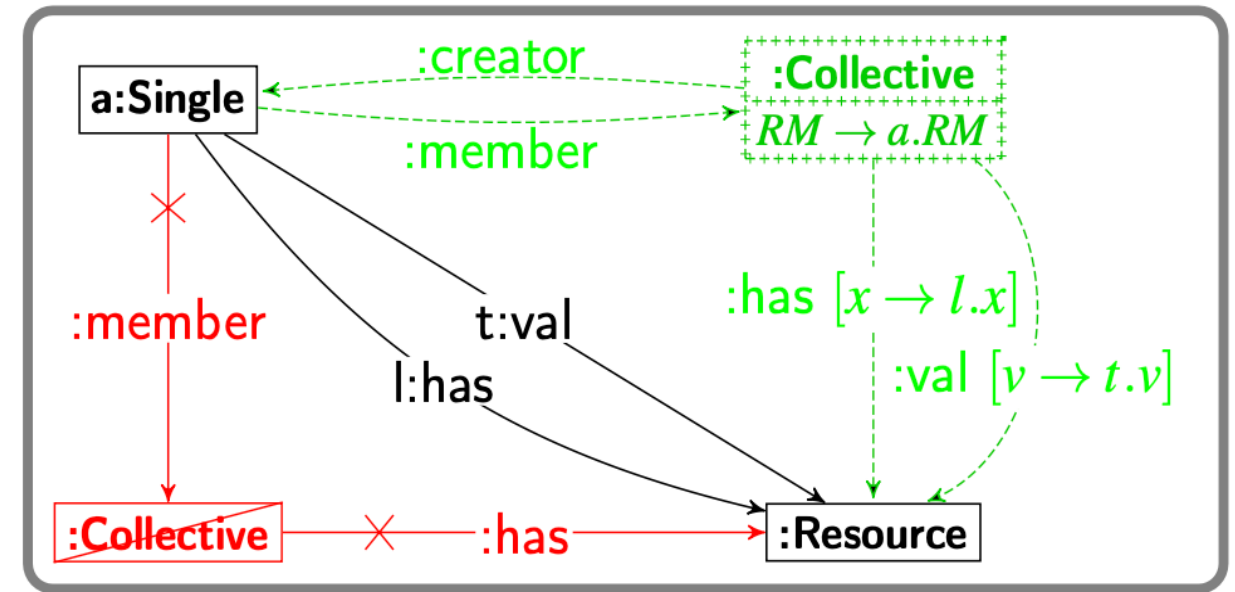 :creator
:Collective
a:Single
RM → a.RM
:member
:has [x → l.x]
:member
t:val
:val [v → t.v]
l:has
:Collective
:has
:Resource